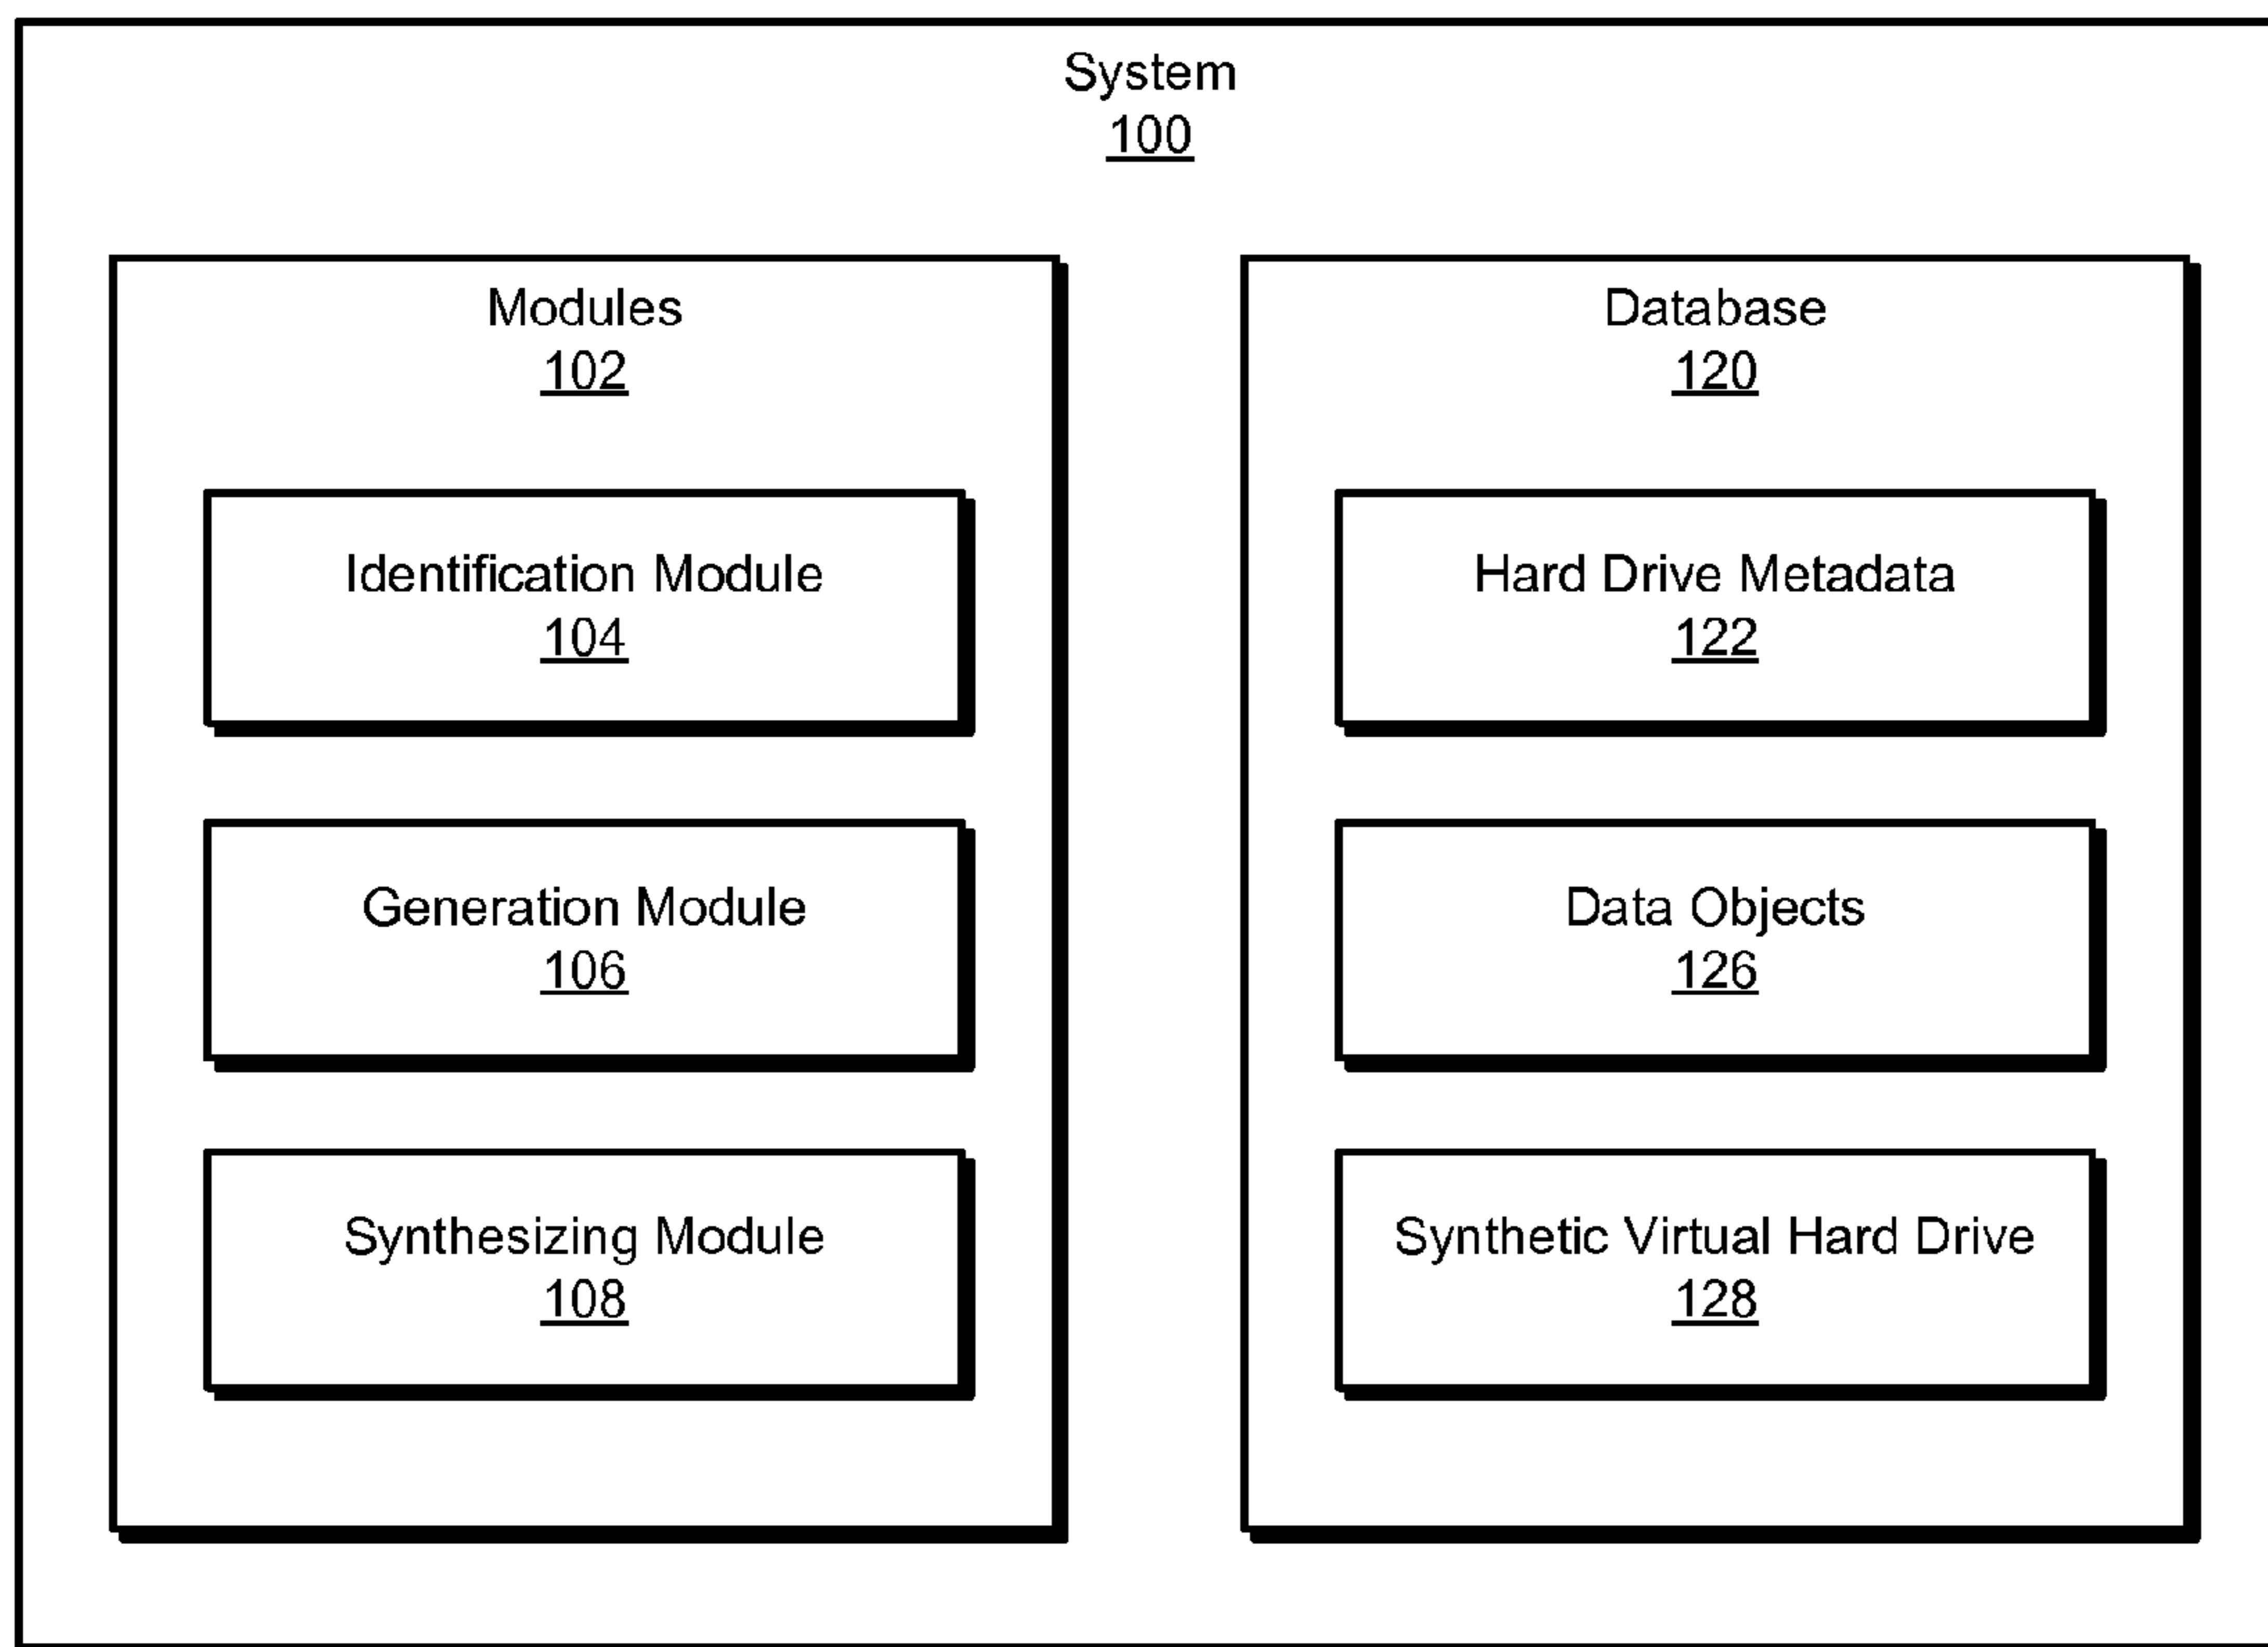 System
100
Modules
102
Identification Module
104
Generation Module
106
Synthesizing Module
108
Database
120
Hard Drive Metadata
122
Data Objects
126
Synthetic Virtual Hard Drive
128